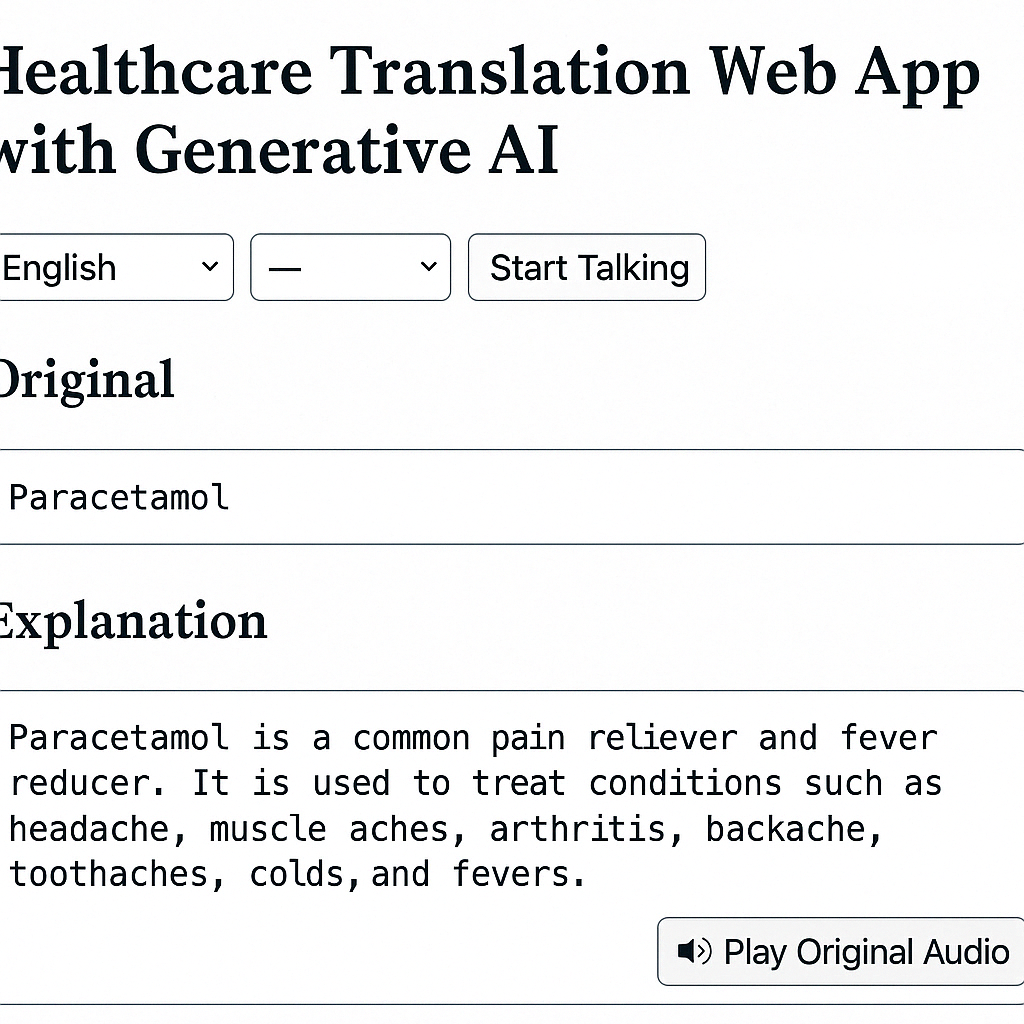 Healthcare Translation Web App
with Generative AI
English
—
Start Talking
Original
Paracetamol
Explanation
Paracetamol is a common pain reliever and fever
reducer. It is used to treat conditions such as
headache, muscle aches, arthritis, backache,
toothaches, colds, and fevers.
Play Original Audio